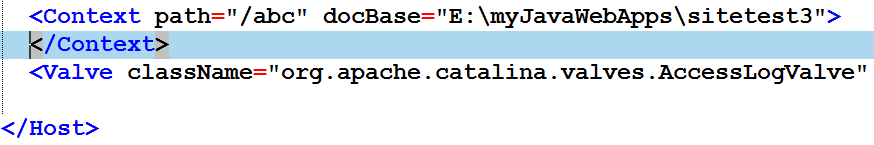 <Context path="/abc" docBase="E:\myJavaWebApps\sitetest3">
</Context>
<Valve className="org.apache.catalina.valves.AccessLogValve"
</Host>